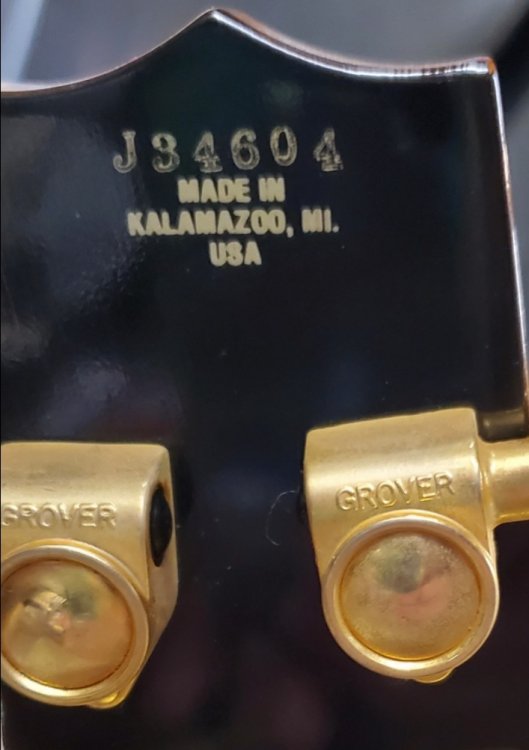 J34604
MADE IN
KALAMAZOO, MI.
USA
GROVER
GROVER